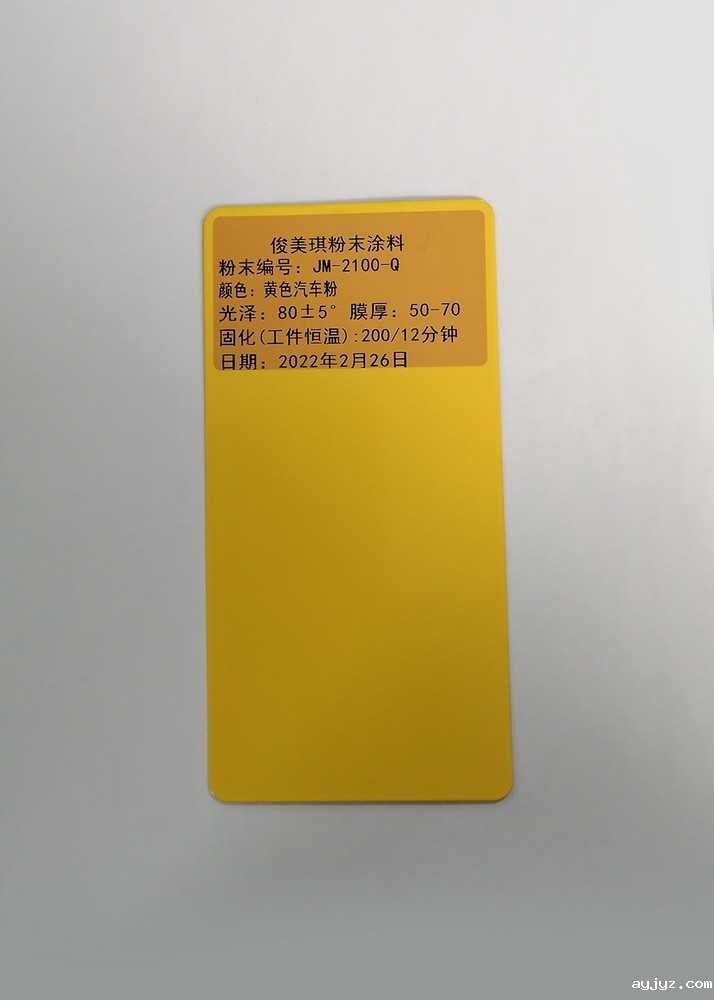 俊美琪粉末涂料
粉末编号：JM-2100-Q
颜色：黄色汽车粉
光泽：80±5° 膜厚：50-70
固化(工件恒温):200/12分钟
日期：2022年2月26日
ayjyz.com